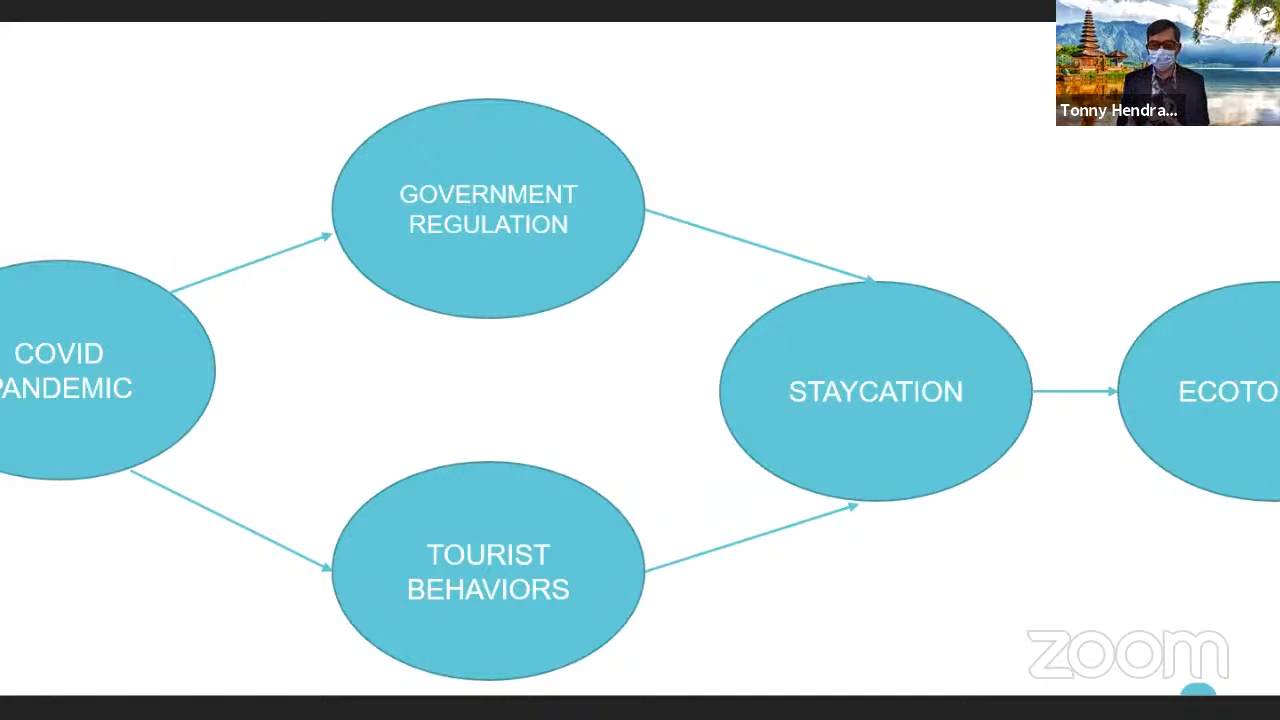 Tonny Hendra...
GOVERNMENT
REGULATION
COVID
PANDEMIC
STAYCATION
ECOTO
TOURIST
BEHAVIORS
zoom